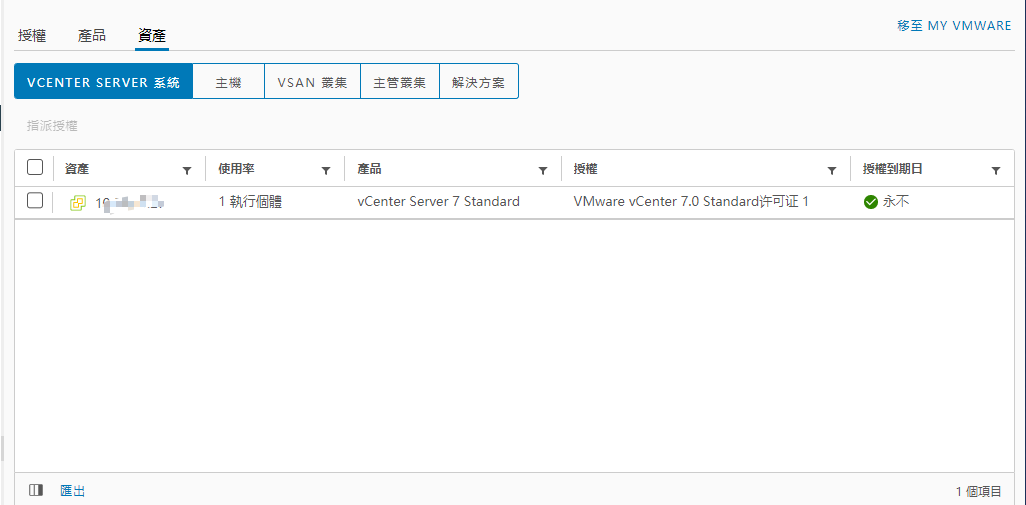 移至 MY VMWARE
授權 產品 資產
VCENTER SERVER 系統 主機 VSAN 叢集 主管叢集 解決方案
指派授權
資產 使用率 產品 授權 授權到期日
1 執行個體 vCenter Server 7 Standard VMware vCenter 7.0 Standard许可证 1 永不
匯出 1 個項目